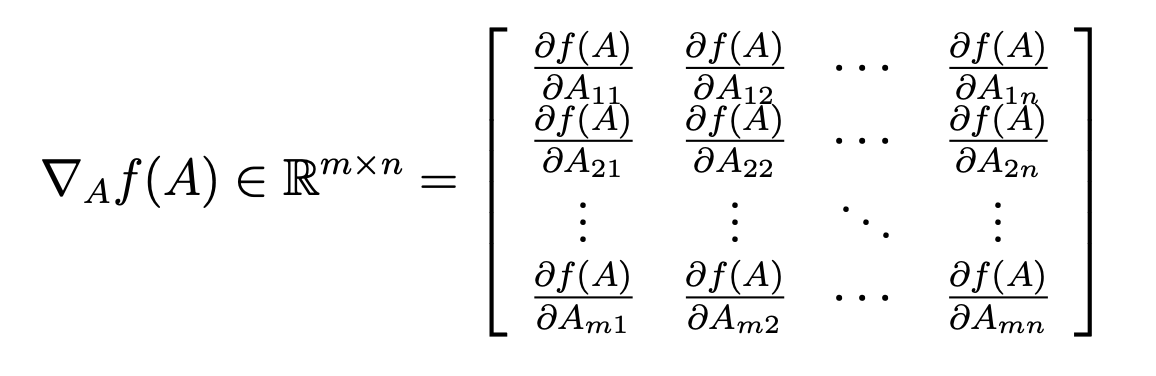 ∇_A f(A) ∈ ℝ^{m×n} = [
∂f(A)/∂A_{11} ∂f(A)/∂A_{12} ⋯ ∂f(A)/∂A_{1n}
∂f(A)/∂A_{21} ∂f(A)/∂A_{22} ⋯ ∂f(A)/∂A_{2n}
⋮ ⋮ ⋱ ⋮
∂f(A)/∂A_{m1} ∂f(A)/∂A_{m2} ⋯ ∂f(A)/∂A_{mn} ]